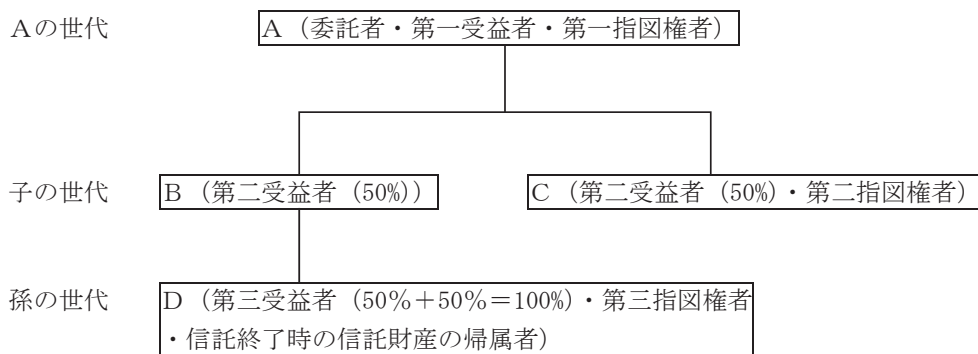 Aの世代
A（委託者・第一受益者・第一指図権者）
子の世代
B（第二受益者（50%））
C（第二受益者（50%）・第二指図権者）
孫の世代
D（第三受益者（50％＋50％＝100%）・第三指図権者
・信託終了時の信託財産の帰属者）